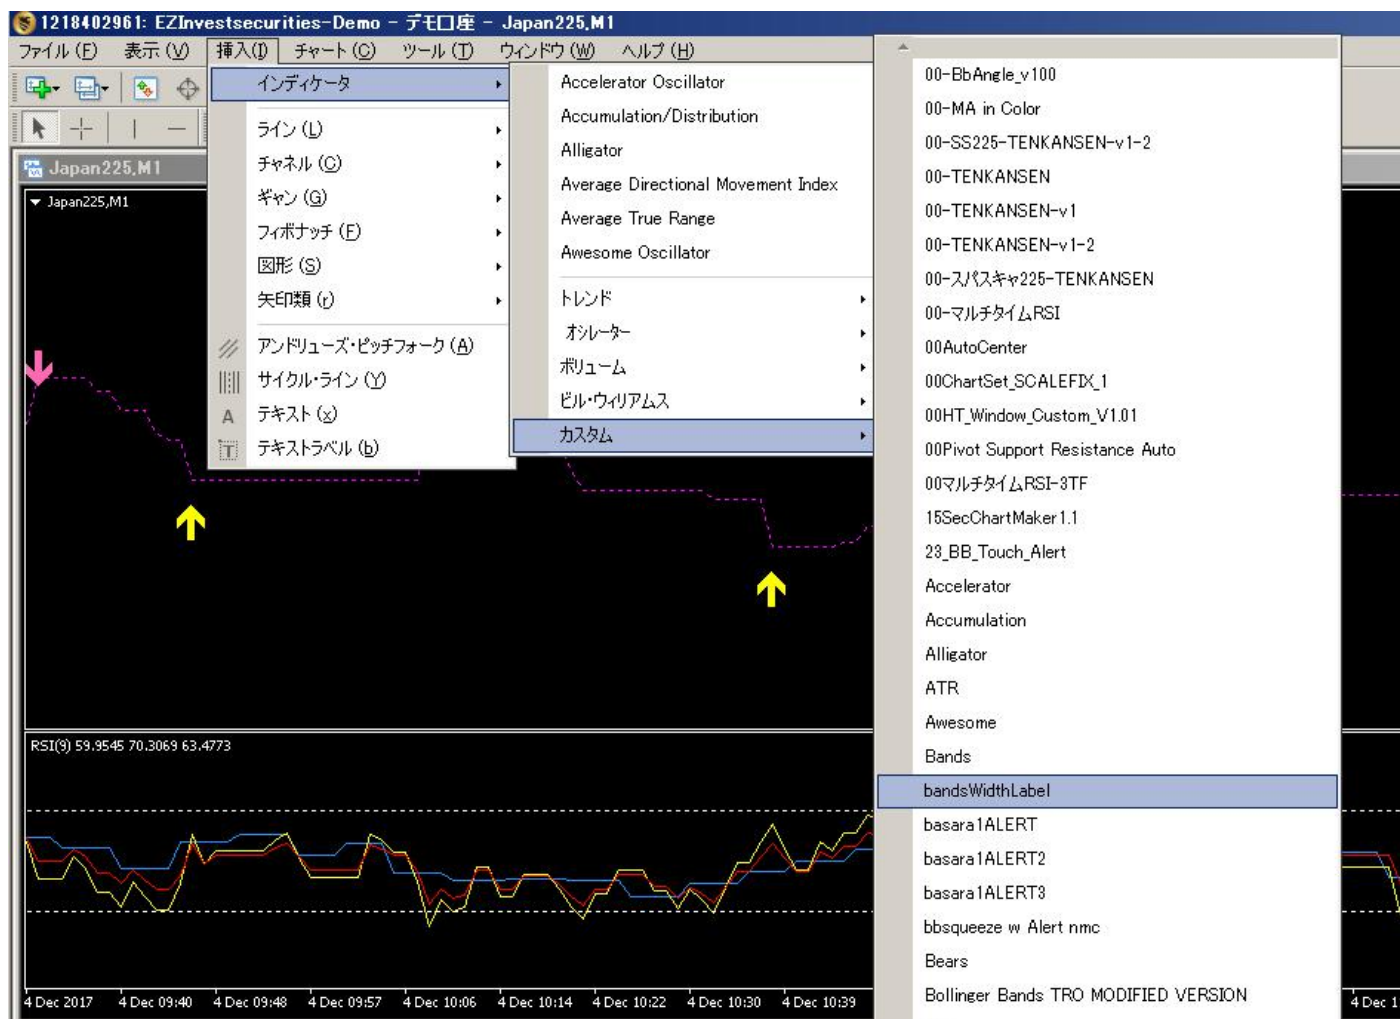 1218402961: EZInvestsecurities-Demo - デモ口座 - Japan225,M1
ファイル (F) 表示 (V) 挿入(I) チャート (C) ツール (T) ウィンドウ (W) ヘルプ (H)
Japan225,M1
Japan225,M1
インディケータ
ライン (L)
チャネル (C)
ギャン (G)
フィボナッチ (F)
図形 (S)
矢印類 (r)
アンドリューズ・ピッチフォーク (A)
サイクル・ライン (Y)
A テキスト (x)
T テキストラベル (b)
Accelerator Oscillator
Accumulation/Distribution
Alligator
Average Directional Movement Index
Average True Range
Awesome Oscillator
トレンド
オシレーター
ボリューム
ビル・ウィリアムス
カスタム
00-BbAngle_v100
00-MA in Color
00-SS225-TENKANSEN-v1-2
00-TENKANSEN
00-TENKANSEN-v1
00-TENKANSEN-v1-2
00-スパスキャ225-TENKANSEN
00-マルチタイムRSI
00AutoCenter
00ChartSet_SCALEFIX_1
00HT_Window_Custom_V1.01
00Pivot Support Resistance Auto
00マルチタイムRSI-3TF
15SecChartMaker1.1
23_BB_Touch_Alert
Accelerator
Accumulation
Alligator
ATR
Awesome
Bands
bandsWidthLabel
basara1ALERT
basara1ALERT2
basara1ALERT3
bbsqueeze w Alert nmc
Bears
Bollinger Bands TRO MODIFIED VERSION
RSI(9) 59.9545 70.3069 63.4773
4 Dec 2017 4 Dec 09:40 4 Dec 09:48 4 Dec 09:57 4 Dec 10:06 4 Dec 10:14 4 Dec 10:22 4 Dec 10:30 4 Dec 10:39 4 Dec 1